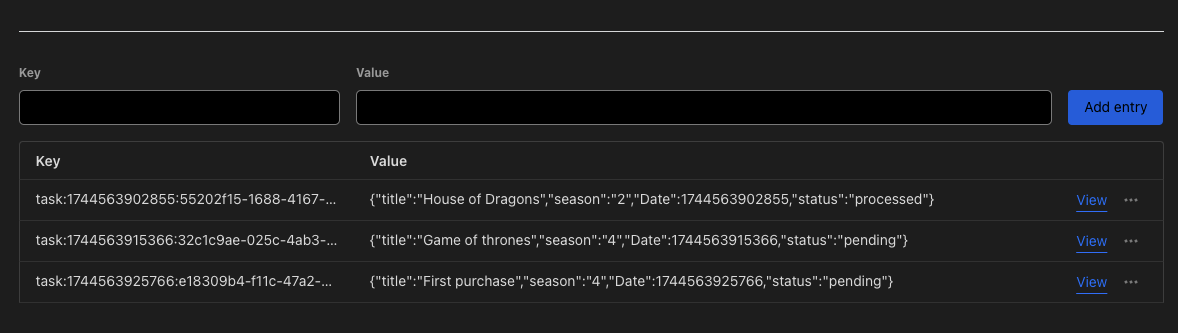 Key Value
Add entry
Key Value
task:1744563902855:55202f15-1688-4167-... {"title":"House of Dragons","season":"2","Date":1744563902855,"status":"processed"} View ...
task:1744563915366:32c1c9ae-025c-4ab3-... {"title":"Game of thrones","season":"4","Date":1744563915366,"status":"pending"} View ...
task:1744563925766:e18309b4-f11c-47a2-... {"title":"First purchase","season":"4","Date":1744563925766,"status":"pending"} View ...